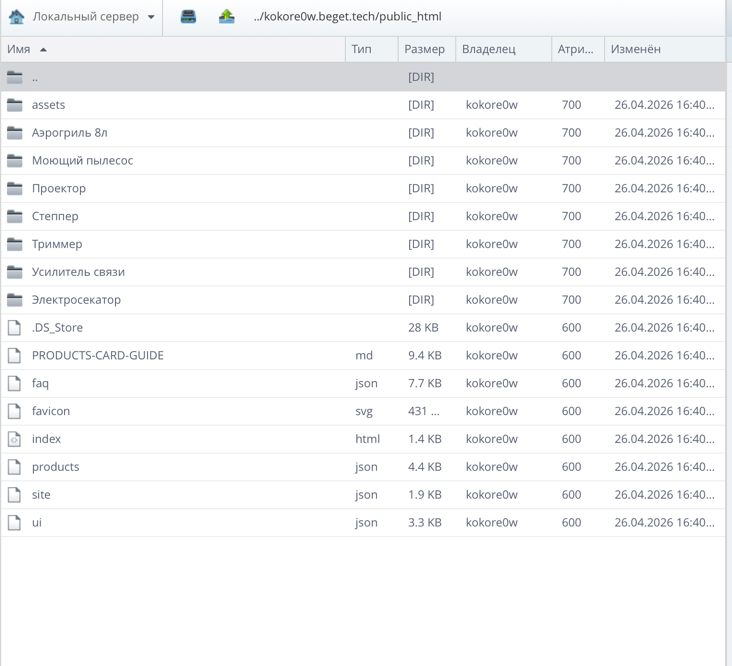 Локальный сервер ../kokore0w.beget.tech/public_html
Имя Тип Размер Владелец Атри... Изменён
.. [DIR]
assets [DIR] kokore0w 700 26.04.2026 16:40...
Аэрогриль 8л [DIR] kokore0w 700 26.04.2026 16:40...
Моющий пылесос [DIR] kokore0w 700 26.04.2026 16:40...
Проектор [DIR] kokore0w 700 26.04.2026 16:40...
Степпер [DIR] kokore0w 700 26.04.2026 16:40...
Триммер [DIR] kokore0w 700 26.04.2026 16:40...
Усилитель связи [DIR] kokore0w 700 26.04.2026 16:40...
Электросекатор [DIR] kokore0w 700 26.04.2026 16:40...
.DS_Store 28 KB kokore0w 600 26.04.2026 16:40...
PRODUCTS-CARD-GUIDE md 9.4 KB kokore0w 600 26.04.2026 16:40...
faq json 7.7 KB kokore0w 600 26.04.2026 16:40...
favicon svg 431 ... kokore0w 600 26.04.2026 16:40...
index html 1.4 KB kokore0w 600 26.04.2026 16:40...
products json 4.4 KB kokore0w 600 26.04.2026 16:40...
site json 1.9 KB kokore0w 600 26.04.2026 16:40...
ui json 3.3 KB kokore0w 600 26.04.2026 16:40...